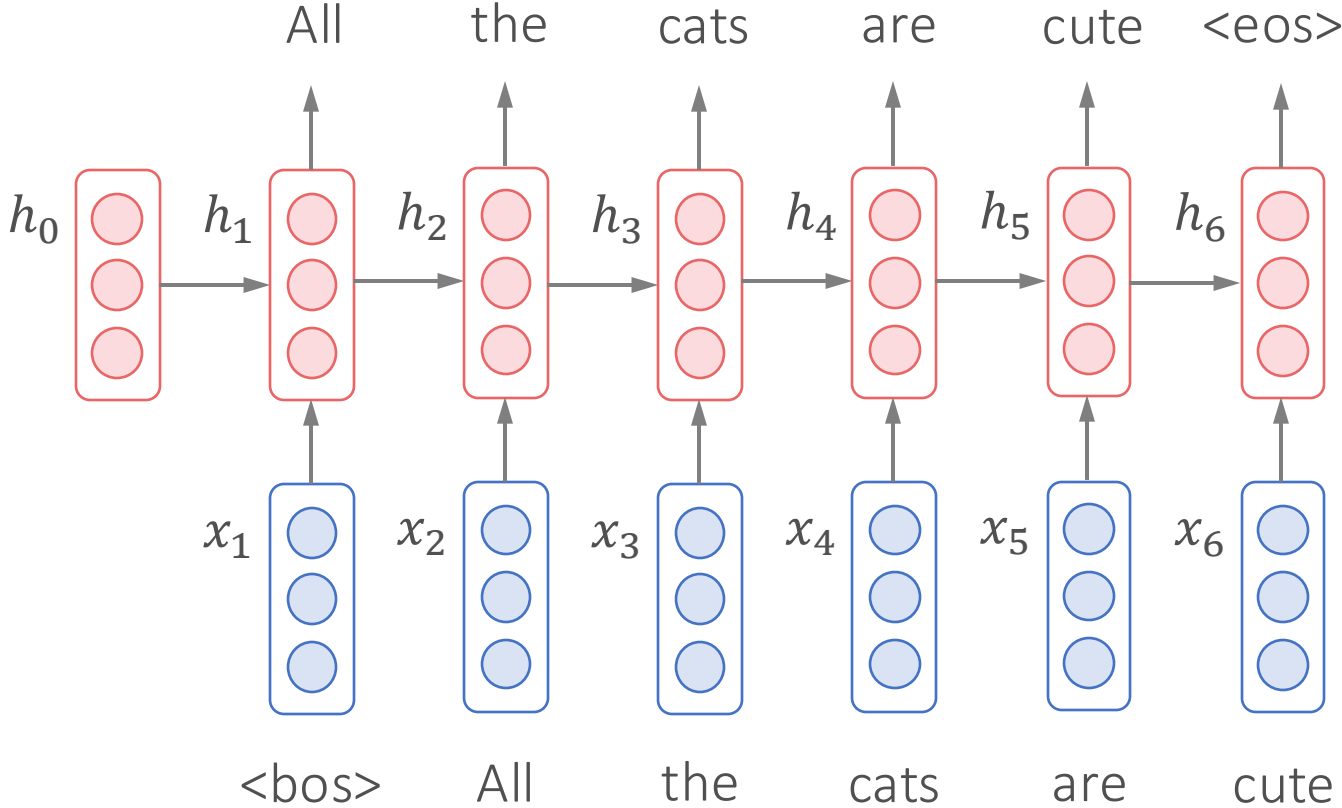 All the cats are cute <eos>
h₀ h₁ h₂ h₃ h₄ h₅ h₆
x₁ x₂ x₃ x₄ x₅ x₆
<bos> All the cats are cute